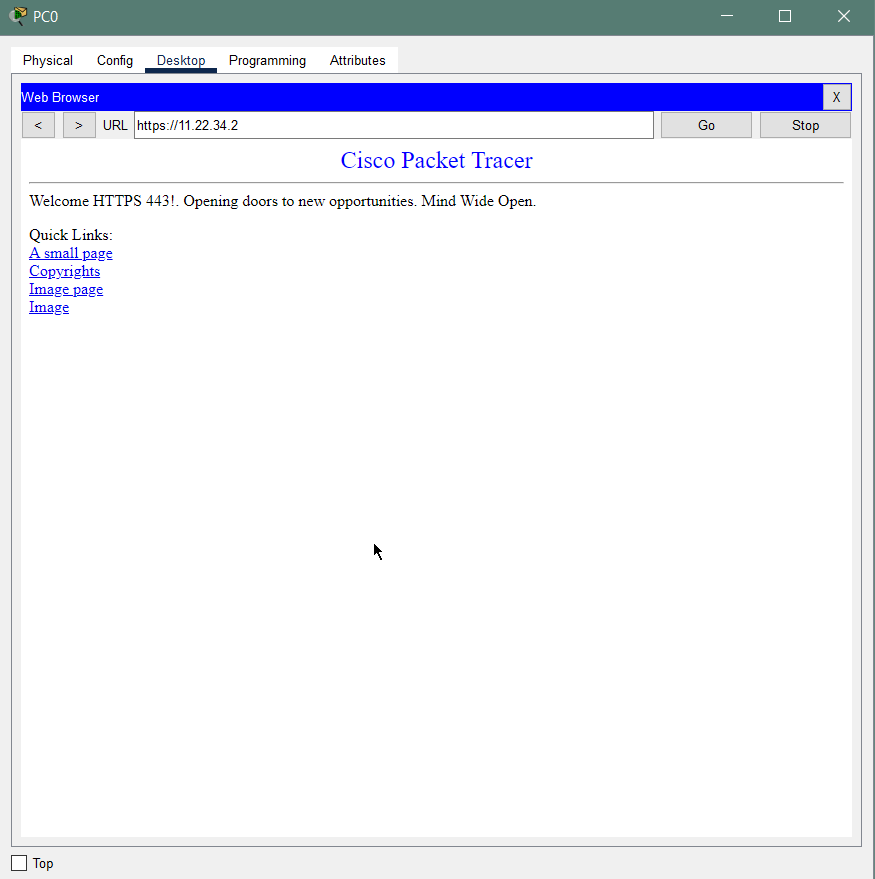 PC0
Physical Config Desktop Programming Attributes
Web Browser X
< > URL https://11.22.34.2 Go Stop
Cisco Packet Tracer
Welcome HTTPS 443!. Opening doors to new opportunities. Mind Wide Open.
Quick Links:
A small page
Copyrights
Image page
Image
Top